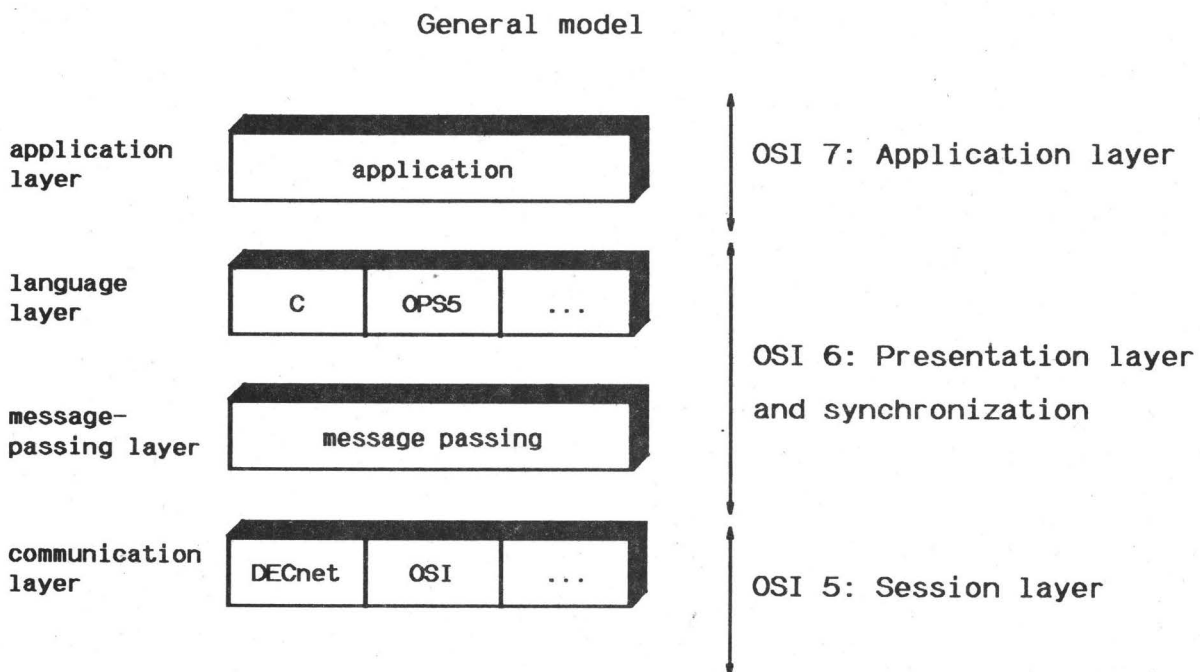 General model
application
layer
application
OSI 7: Application layer
language
layer
C OPS5 ...
OSI 6: Presentation layer
and synchronization
message-
passing layer
message passing
communication
layer
DECnet OSI ...
OSI 5: Session layer